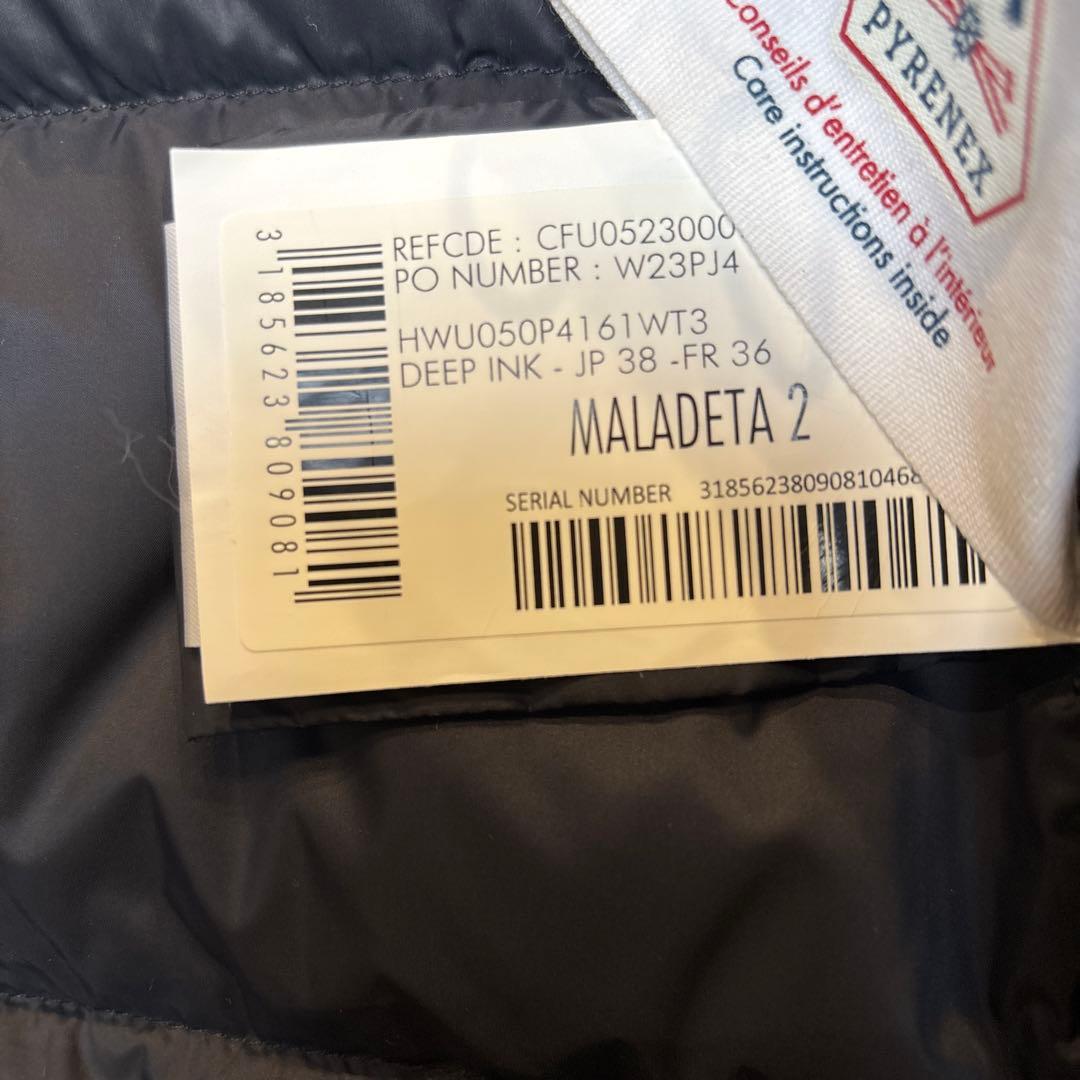 PYRENEX
Conseils d'entretien à l'intérieur
Care instructions inside
REFCDE : CFU0523000
PO NUMBER : W23PJ4
HWU050P4161WT3
DEEP INK - JP 38 -FR 36
MALADETA 2
SERIAL NUMBER 31856238090810468
3185623809081